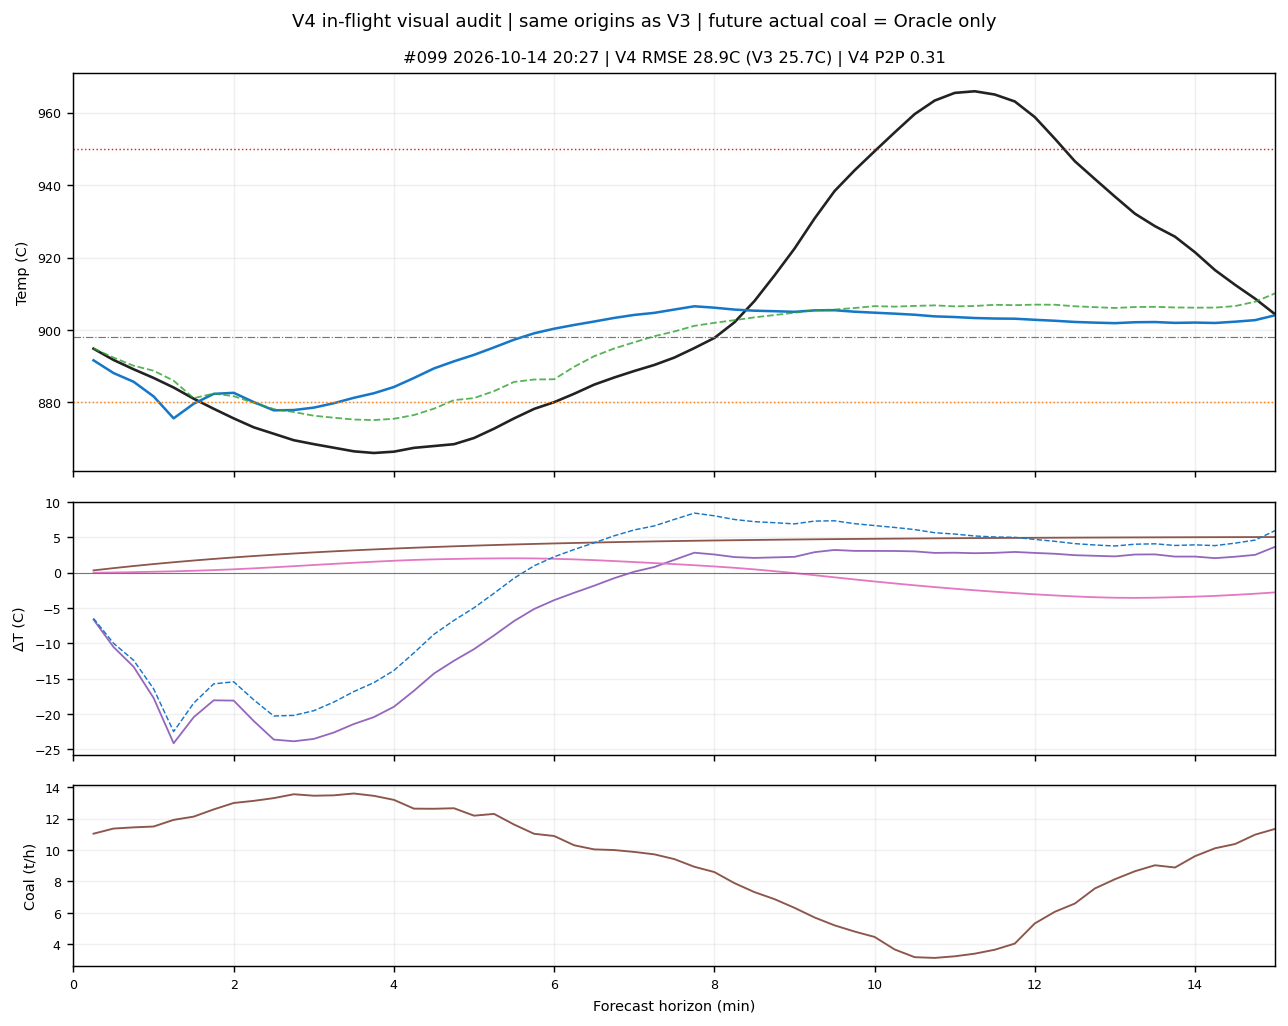 V4 in-flight visual audit | same origins as V3 | future actual coal = Oracle only
#099 2026-10-14 20:27 | V4 RMSE 28.9C (V3 25.7C) | V4 P2P 0.31
960
940
920
900
880
Temp (C)
10
5
0
−5
−10
−15
−20
−25
ΔT (C)
14
12
10
8
6
4
Coal (t/h)
0 2 4 6 8 10 12 14
Forecast horizon (min)